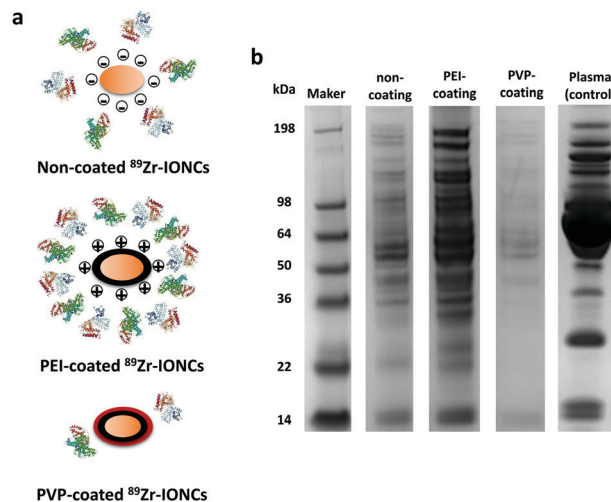 a
Non-coated ⁸⁹Zr-IONCs
PEI-coated ⁸⁹Zr-IONCs
PVP-coated ⁸⁹Zr-IONCs
b
kDa
Maker
non-
coating
PEI-
coating
PVP-
coating
Plasma
(control)
198
98
64
50
36
22
14